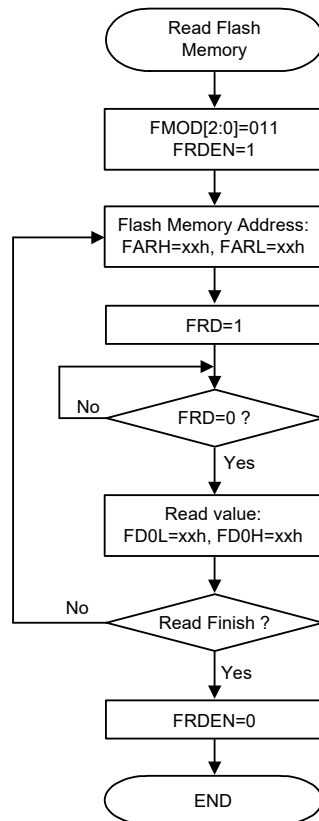 Read Flash
Memory
FMOD[2:0]=011
FRDEN=1
Flash Memory Address:
FARH=xxh, FARL=xxh
FRD=1
No
FRD=0 ?
Yes
Read value:
FD0L=xxh, FD0H=xxh
No
Read Finish ?
Yes
FRDEN=0
END